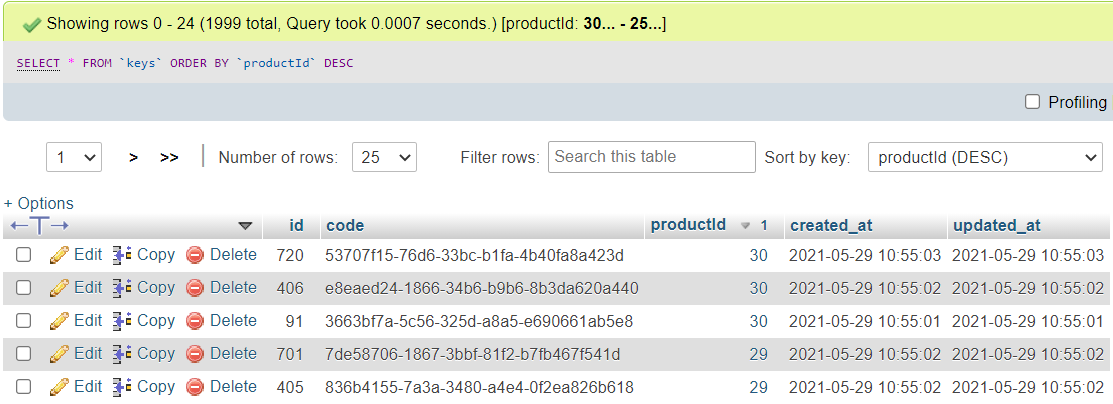 Showing rows 0 - 24 (1999 total, Query took 0.0007 seconds.) [productId: 30... - 25...]
SELECT * FROM `keys` ORDER BY `productId` DESC
Profiling
1 > >> Number of rows: 25 Filter rows: Search this table Sort by key: productId (DESC)
+ Options
←T→ id code productId 1 created_at updated_at
Edit Copy Delete 720 53707f15-76d6-33bc-b1fa-4b40fa8a423d 30 2021-05-29 10:55:03 2021-05-29 10:55:03
Edit Copy Delete 406 e8eaed24-1866-34b6-b9b6-8b3da620a440 30 2021-05-29 10:55:02 2021-05-29 10:55:02
Edit Copy Delete 91 3663bf7a-5c56-325d-a8a5-e690661ab5e8 30 2021-05-29 10:55:01 2021-05-29 10:55:01
Edit Copy Delete 701 7de58706-1867-3bbf-81f2-b7fb467f541d 29 2021-05-29 10:55:02 2021-05-29 10:55:02
Edit Copy Delete 405 836b4155-7a3a-3480-a4e4-0f2ea826b618 29 2021-05-29 10:55:02 2021-05-29 10:55:02